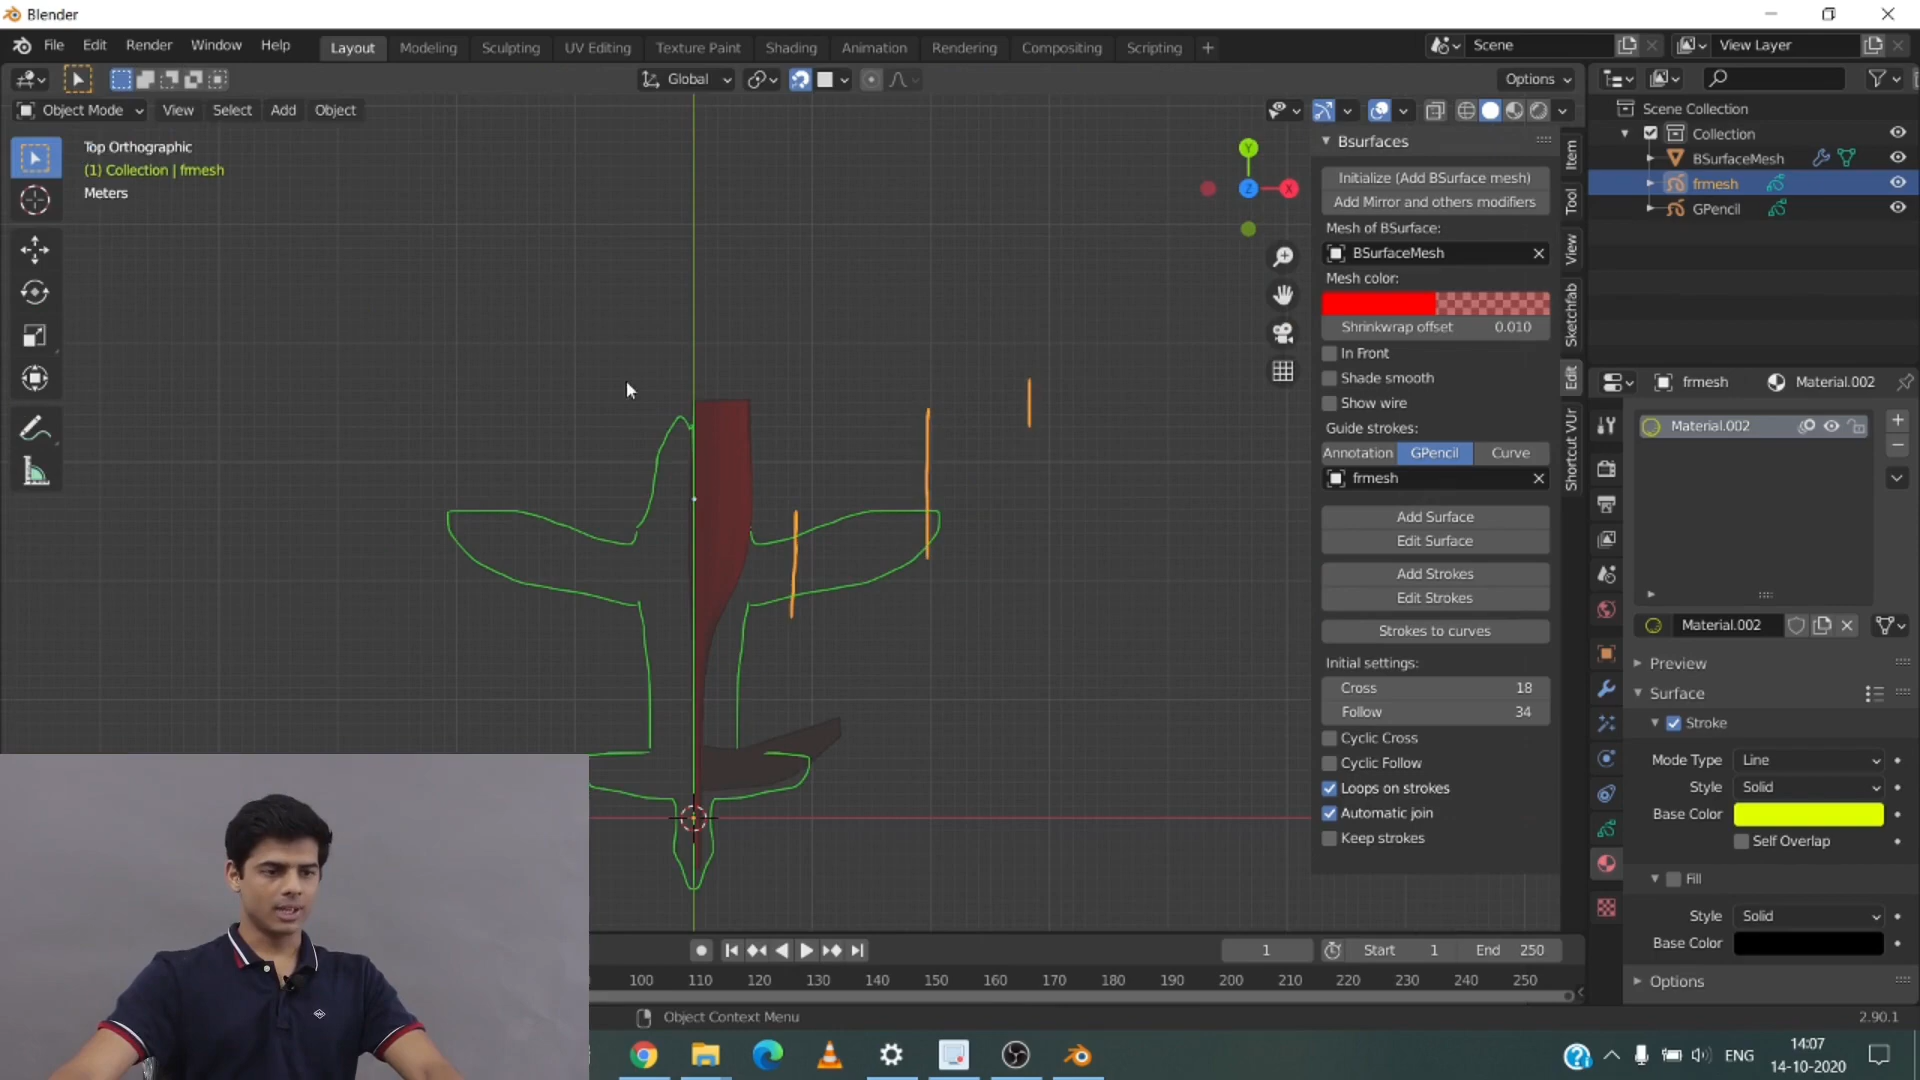 Blender
File Edit Render Window Help Layout Modeling Sculpting UV Editing Texture Paint Shading Animation Rendering Compositing Scripting + Scene View Layer
Global Options
Object Mode View Select Add Object
Top Orthographic
(1) Collection | frmesh
Meters
Y
Z
X
Bsurfaces
Initialize (Add BSurface mesh)
Add Mirror and others modifiers
Mesh of BSurface:
BSurfaceMesh
Mesh color:
Shrinkwrap offset 0.010
In Front
Shade smooth
Show wire
Guide strokes:
Annotation GPencil Curve
frmesh
Add Surface
Edit Surface
Add Strokes
Edit Strokes
Strokes to curves
Initial settings:
Cross 18
Follow 34
Cyclic Cross
Cyclic Follow
Loops on strokes
Automatic join
Keep strokes
Item
Tool
View
Sketchfab
Edit
Shortcut VUr
Scene Collection
Collection
BSurfaceMesh
frmesh
GPencil
frmesh Material.002
Material.002
Material.002
Preview
Surface
Stroke
Mode Type Line
Style Solid
Base Color
Self Overlap
Fill
Style Solid
Base Color
Options
1 Start 1 End 250
100 110 120 130 140 150 160 170 180 190 200 210 220 230 240 250
Object Context Menu 2.90.1
ENG 14:07
14-10-2020